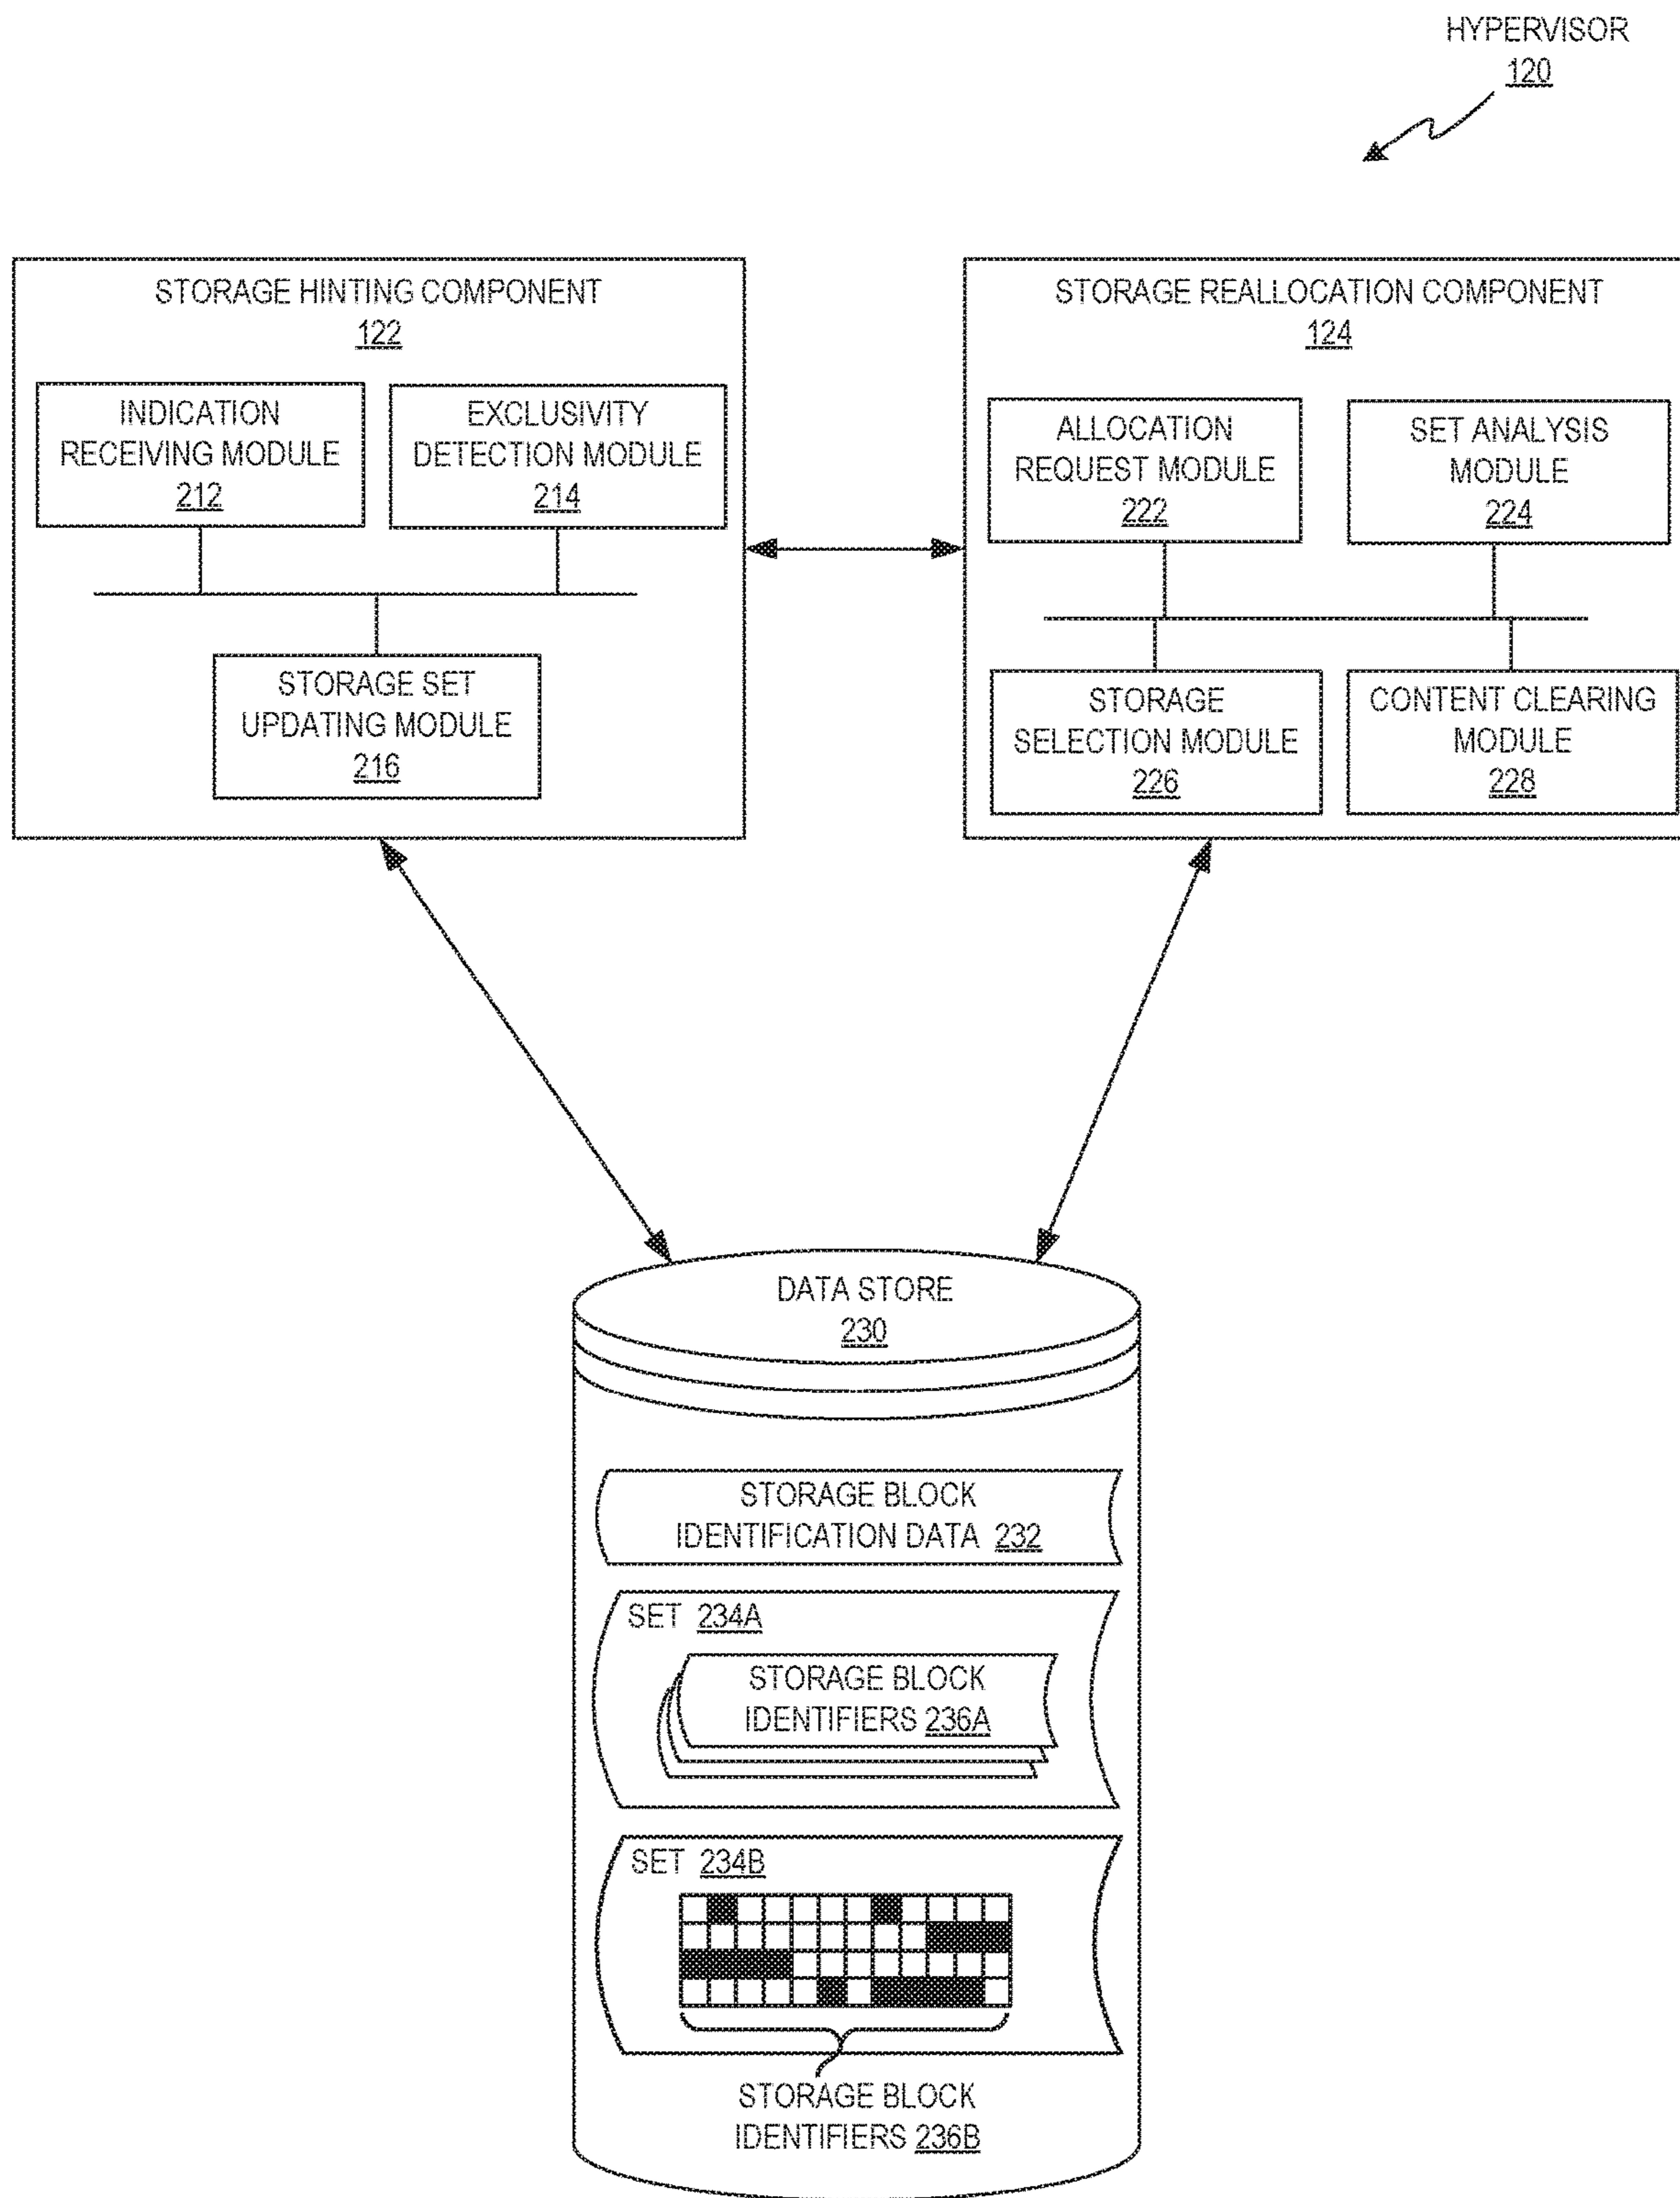 HYPERVISOR
120
STORAGE HINTING COMPONENT
122
INDICATION
RECEIVING MODULE
212
EXCLUSIVITY
DETECTION MODULE
214
STORAGE SET
UPDATING MODULE
216
STORAGE REALLOCATION COMPONENT
124
ALLOCATION
REQUEST MODULE
222
SET ANALYSIS
MODULE
224
STORAGE
SELECTION MODULE
226
CONTENT CLEARING
MODULE
228
DATA STORE
230
STORAGE BLOCK
IDENTIFICATION DATA 232
SET 234A
STORAGE BLOCK
IDENTIFIERS 236A
SET 234B
STORAGE BLOCK
IDENTIFIERS 236B